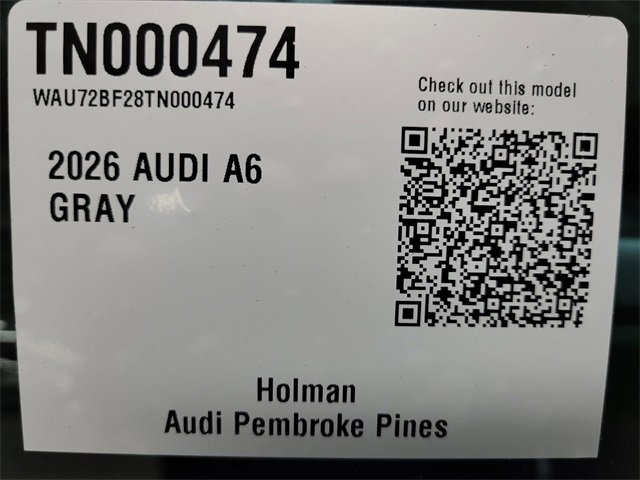 TN000474
WAU72BF28TN000474
Check out this model
on our website:
2026 AUDI A6
GRAY
Holman
Audi Pembroke Pines